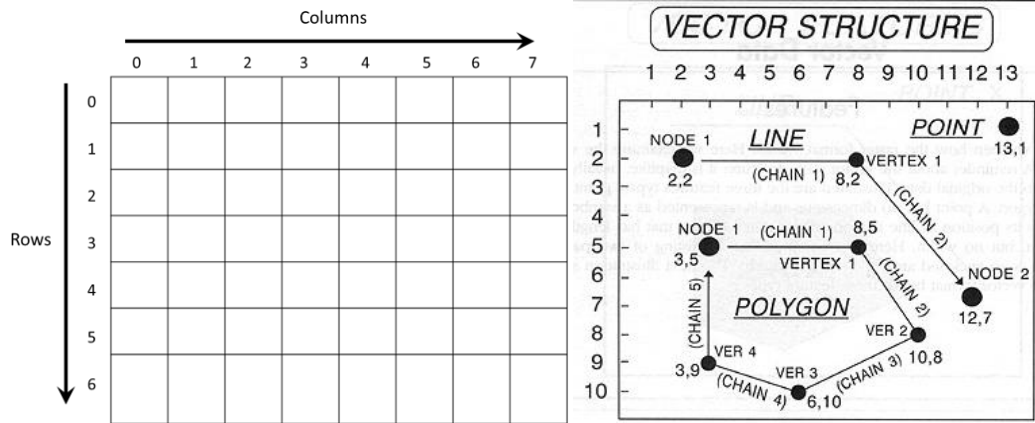 Columns
0 1 2 3 4 5 6 7
Rows
0
1
2
3
4
5
6
VECTOR STRUCTURE
1 2 3 4 5 6 7 8 9 10 11 12 13
1
2
3
4
5
6
7
8
9
10
POINT
13,1
LINE
NODE 1
2,2
(CHAIN 1)
8,2
VERTEX 1
(CHAIN 2)
NODE 2
12,7
POLYGON
NODE 1
3,5
(CHAIN 1)
8,5
VERTEX 1
(CHAIN 2)
VER 2
10,8
(CHAIN 3)
VER 3
6,10
(CHAIN 4)
VER 4
3,9
(CHAIN 5)